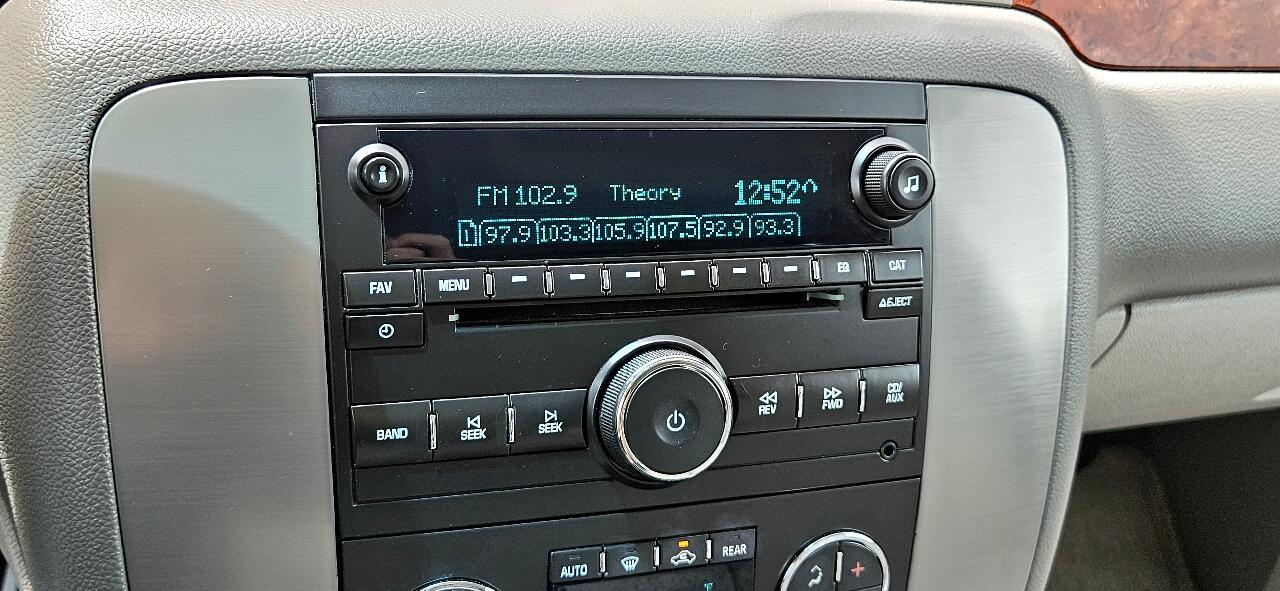 FM 102.9 Theory 12:52^
1 97.9 103.3 105.9 107.5 92.9 93.3
FAV MENU EQ CAT
EJECT
BAND SEEK SEEK REV FWD CD/AUX
AUTO REAR
°F